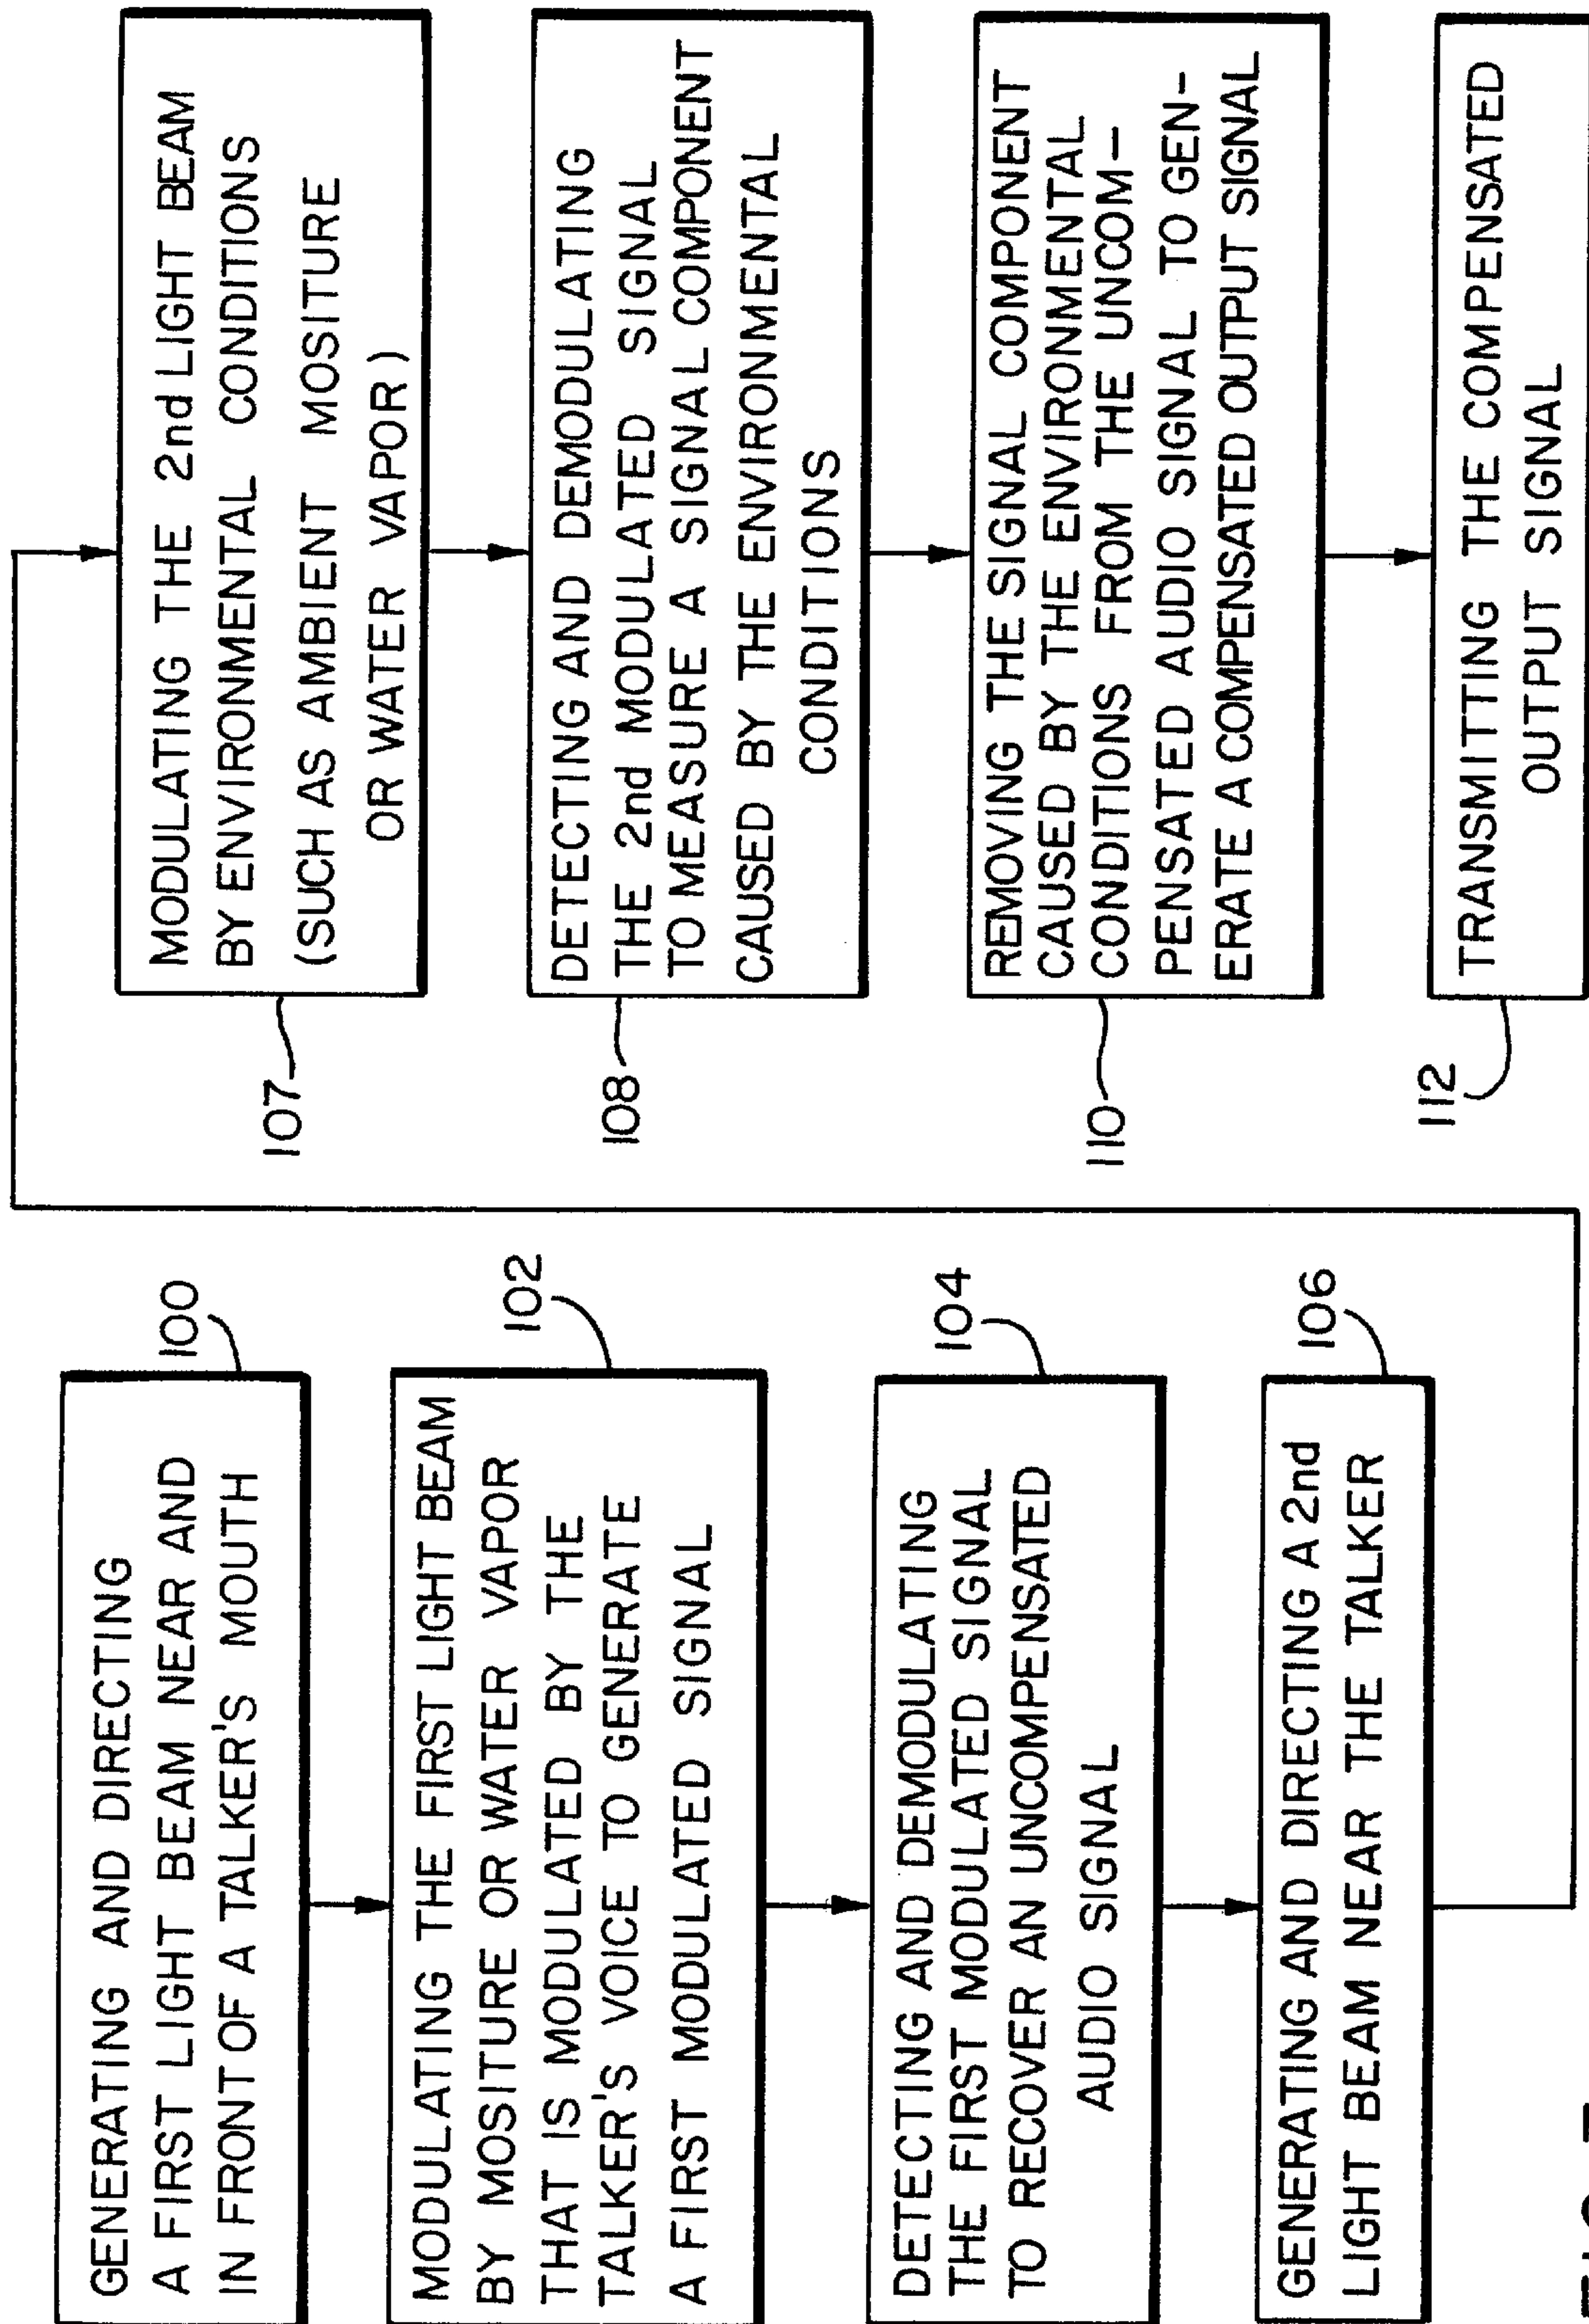 GENERATING AND DIRECTING
A FIRST LIGHT BEAM NEAR AND
IN FRONT OF A TALKER'S MOUTH
100
MODULATING THE FIRST LIGHT BEAM
BY MOSITURE OR WATER VAPOR
THAT IS MODULATED BY THE
TALKER'S VOICE TO GENERATE
A FIRST MODULATED SIGNAL
102
DETECTING AND DEMODULATING
THE FIRST MODULATED SIGNAL
TO RECOVER AN UNCOMPENSATED
AUDIO SIGNAL
104
GENERATING AND DIRECTING A 2nd
LIGHT BEAM NEAR THE TALKER
106
MODULATING THE 2nd LIGHT BEAM
BY ENVIRONMENTAL CONDITIONS
(SUCH AS AMBIENT MOSITURE
OR WATER VAPOR)
107
DETECTING AND DEMODULATING
THE 2nd MODULATED SIGNAL
TO MEASURE A SIGNAL COMPONENT
CAUSED BY THE ENVIRONMENTAL
CONDITIONS
108
REMOVING THE SIGNAL COMPONENT
CAUSED BY THE ENVIRONMENTAL
CONDITIONS FROM THE UNCOM-
PENSATED AUDIO SIGNAL TO GEN-
ERATE A COMPENSATED OUTPUT SIGNAL
110
TRANSMITTING THE COMPENSATED
OUTPUT SIGNAL
112